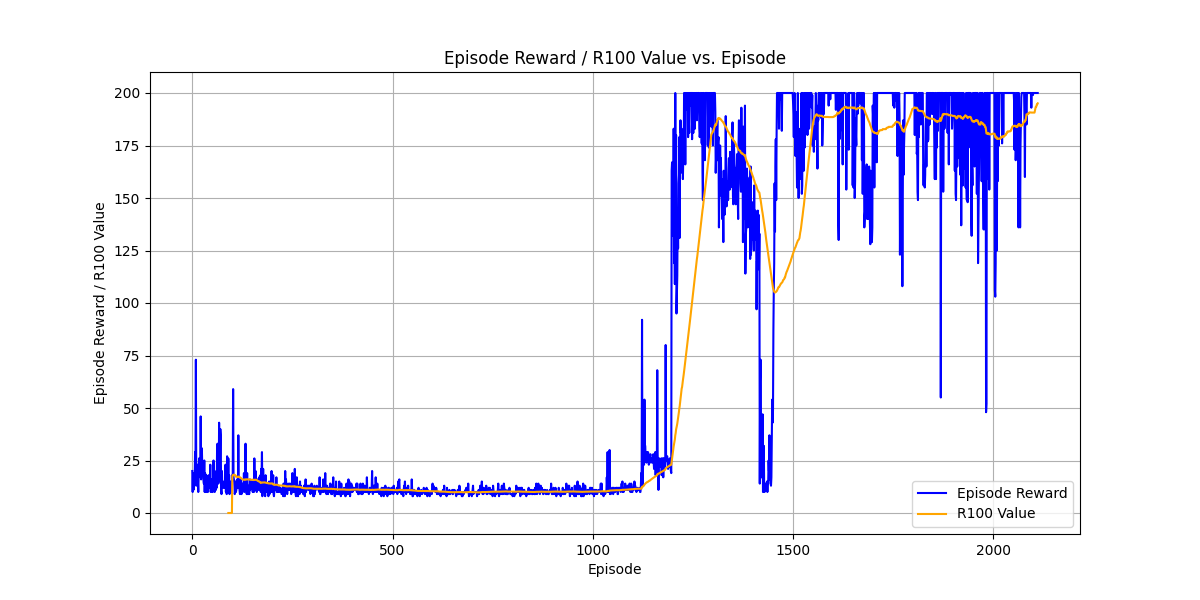 Episode Reward / R100 Value vs. Episode
Episode Reward / R100 Value
200
175
150
125
100
75
50
25
0
0 500 1000 1500 2000
Episode
Episode Reward
R100 Value